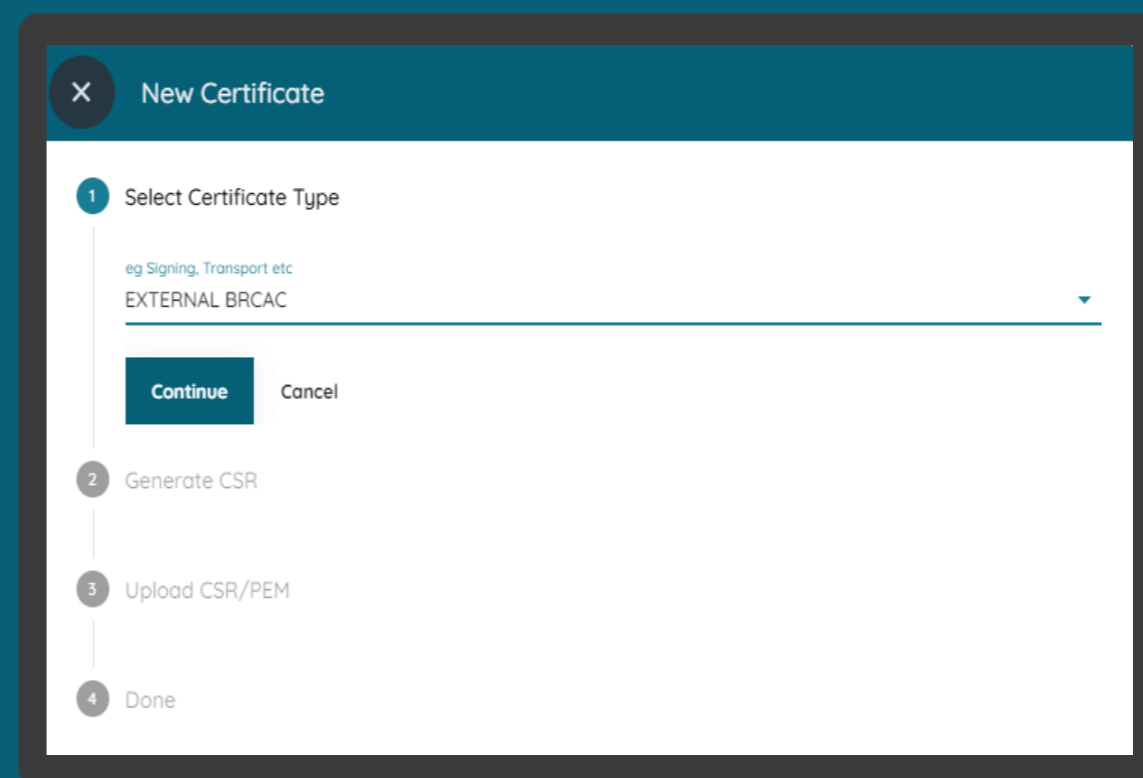 New Certificate
1 Select Certificate Type
eg Signing, Transport etc
EXTERNAL BRCAC
Continue Cancel
2 Generate CSR
3 Upload CSR/PEM
4 Done